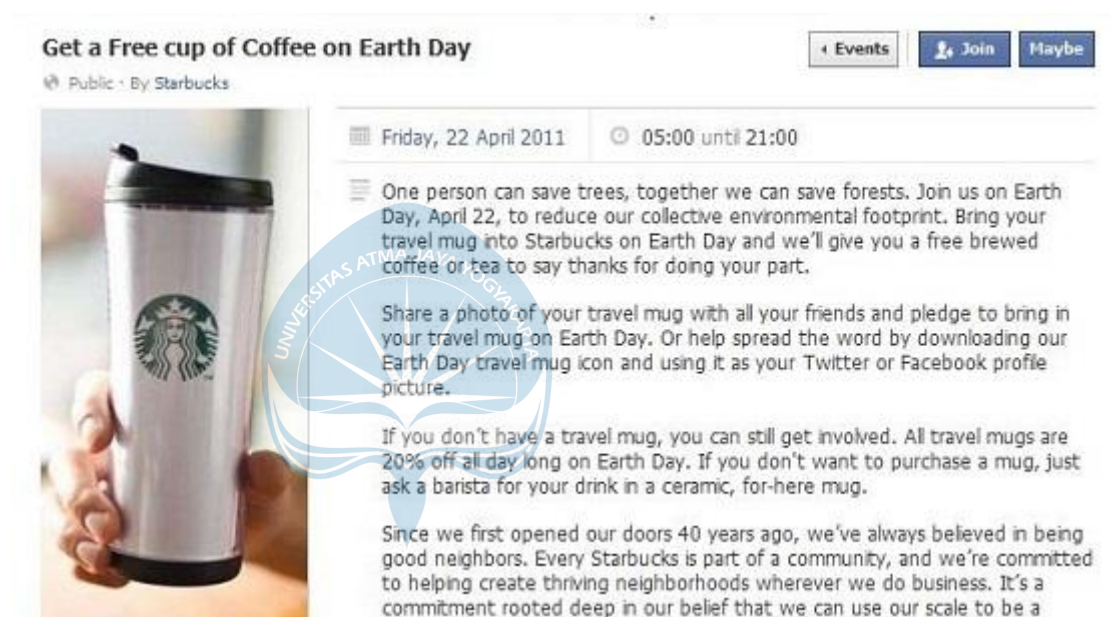 Get a Free cup of Coffee on Earth Day
Events
Join
Maybe
Public · By Starbucks
Friday, 22 April 2011
05:00 until 21:00
One person can save trees, together we can save forests. Join us on Earth
Day, April 22, to reduce our collective environmental footprint. Bring your
travel mug into Starbucks on Earth Day and we'll give you a free brewed
coffee or tea to say thanks for doing your part.
Share a photo of your travel mug with all your friends and pledge to bring in
your travel mug on Earth Day. Or help spread the word by downloading our
Earth Day travel mug icon and using it as your Twitter or Facebook profile
picture.
If you don't have a travel mug, you can still get involved. All travel mugs are
20% off all day long on Earth Day. If you don't want to purchase a mug, just
ask a barista for your drink in a ceramic, for-here mug.
Since we first opened our doors 40 years ago, we've always believed in being
good neighbors. Every Starbucks is part of a community, and we're committed
to helping create thriving neighborhoods wherever we do business. It's a
commitment rooted deep in our belief that we can use our scale to be a
UNIVERSITAS ATMA JAYA YOGYAKARTA